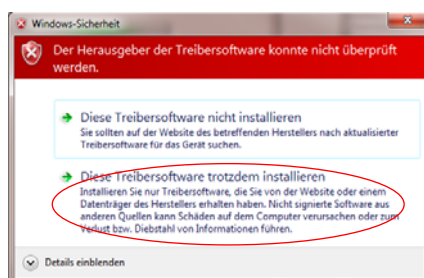 Windows-Sicherheit
Der Herausgeber der Treibersoftware konnte nicht überprüft
werden.
Diese Treibersoftware nicht installieren
Sie sollten auf der Website des betreffenden Herstellers nach aktualisierter
Treibersoftware für das Gerät suchen.
Diese Treibersoftware trotzdem installieren
Installieren Sie nur Treibersoftware, die Sie von der Website oder einem
Datenträger des Herstellers erhalten haben. Nicht signierte Software aus
anderen Quellen kann Schäden auf dem Computer verursachen oder zum
Verlust bzw. Diebstahl von Informationen führen.
Details einblenden